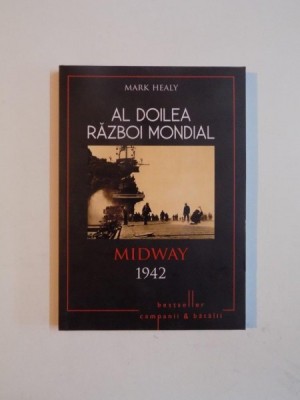 MARK HEALY
AL DOILEA
RĂZBOI MONDIAL
MIDWAY
1942
bestseller
campanii & bătălii